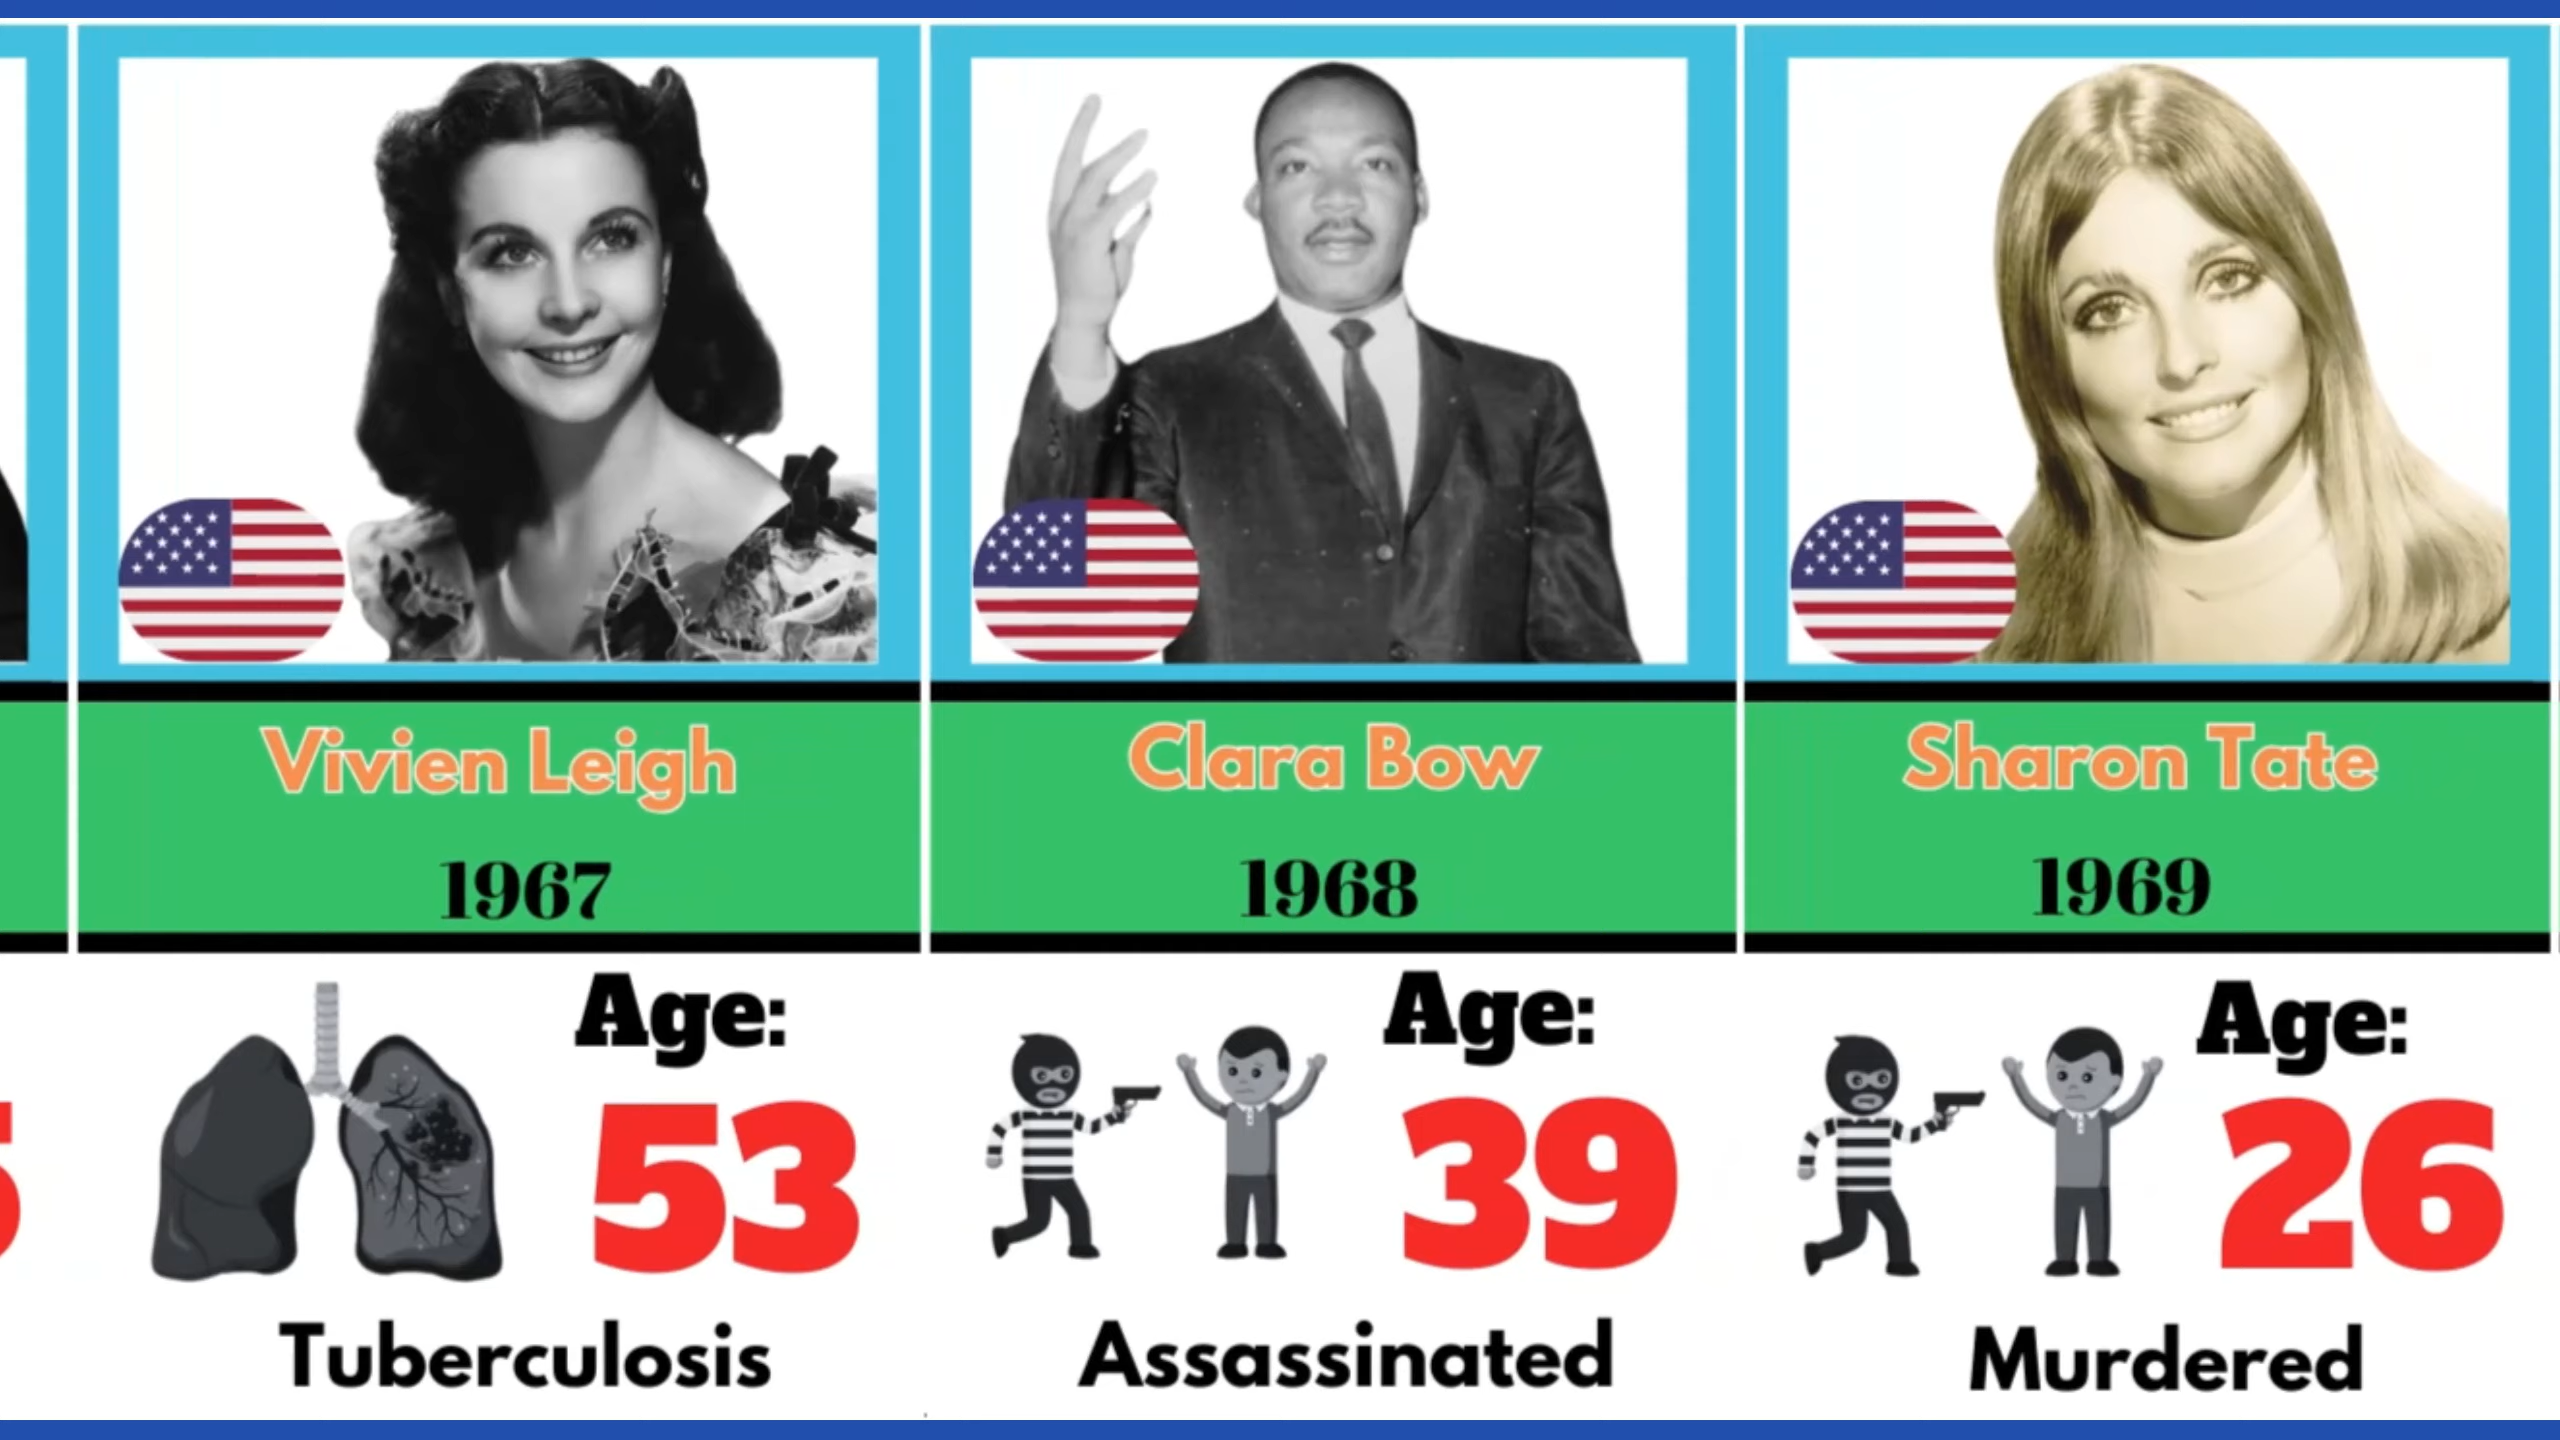 Vivien Leigh
1967
Age:
53
Tuberculosis
Clara Bow
1968
Age:
39
Assassinated
Sharon Tate
1969
Age:
26
Murdered